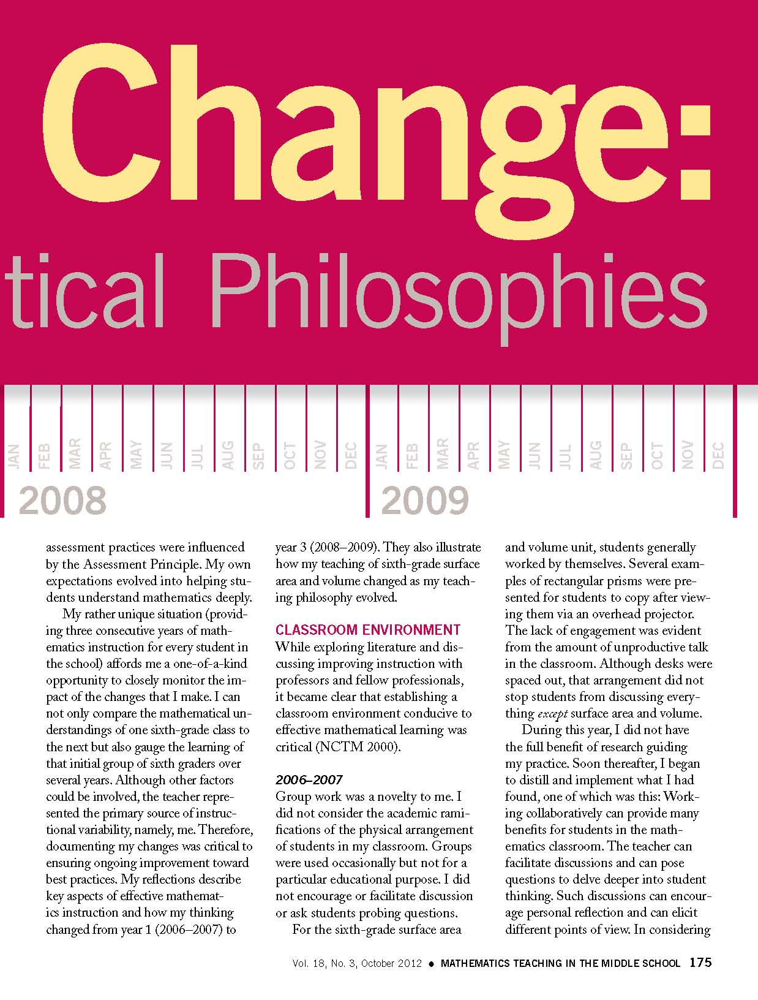 Change:
tical Philosophies
JAN FEB MAR APR MAY JUN JUL AUG SEP OCT NOV DEC JAN FEB MAR APR MAY JUN JUL AUG SEP OCT NOV DEC
2008 2009
assessment practices were influenced
by the Assessment Principle. My own
expectations evolved into helping stu-
dents understand mathematics deeply.
My rather unique situation (provid-
ing three consecutive years of math-
ematics instruction for every student in
the school) affords me a one-of-a-kind
opportunity to closely monitor the im-
pact of the changes that I make. I can
not only compare the mathematical un-
derstandings of one sixth-grade class to
the next but also gauge the learning of
that initial group of sixth graders over
several years. Although other factors
could be involved, the teacher repre-
sented the primary source of instruc-
tional variability, namely, me. Therefore,
documenting my changes was critical to
ensuring ongoing improvement toward
best practices. My reflections describe
key aspects of effective mathemat-
ics instruction and how my thinking
changed from year 1 (2006–2007) to
year 3 (2008–2009). They also illustrate
how my teaching of sixth-grade surface
area and volume changed as my teach-
ing philosophy evolved.
CLASSROOM ENVIRONMENT
While exploring literature and dis-
cussing improving instruction with
professors and fellow professionals,
it became clear that establishing a
classroom environment conducive to
effective mathematical learning was
critical (NCTM 2000).
2006–2007
Group work was a novelty to me. I
did not consider the academic rami-
fications of the physical arrangement
of students in my classroom. Groups
were used occasionally but not for a
particular educational purpose. I did
not encourage or facilitate discussion
or ask students probing questions.
For the sixth-grade surface area
and volume unit, students generally
worked by themselves. Several exam-
ples of rectangular prisms were pre-
sented for students to copy after view-
ing them via an overhead projector.
The lack of engagement was evident
from the amount of unproductive talk
in the classroom. Although desks were
spaced out, that arrangement did not
stop students from discussing every-
thing except surface area and volume.
During this year, I did not have
the full benefit of research guiding
my practice. Soon thereafter, I began
to distill and implement what I had
found, one of which was this: Work-
ing collaboratively can provide many
benefits for students in the math-
ematics classroom. The teacher can
facilitate discussions and can pose
questions to delve deeper into student
thinking. Such discussions can encour-
age personal reflection and can elicit
different points of view. In considering
Vol. 18, No. 3, October 2012 ● MATHEMATICS TEACHING IN THE MIDDLE SCHOOL 175